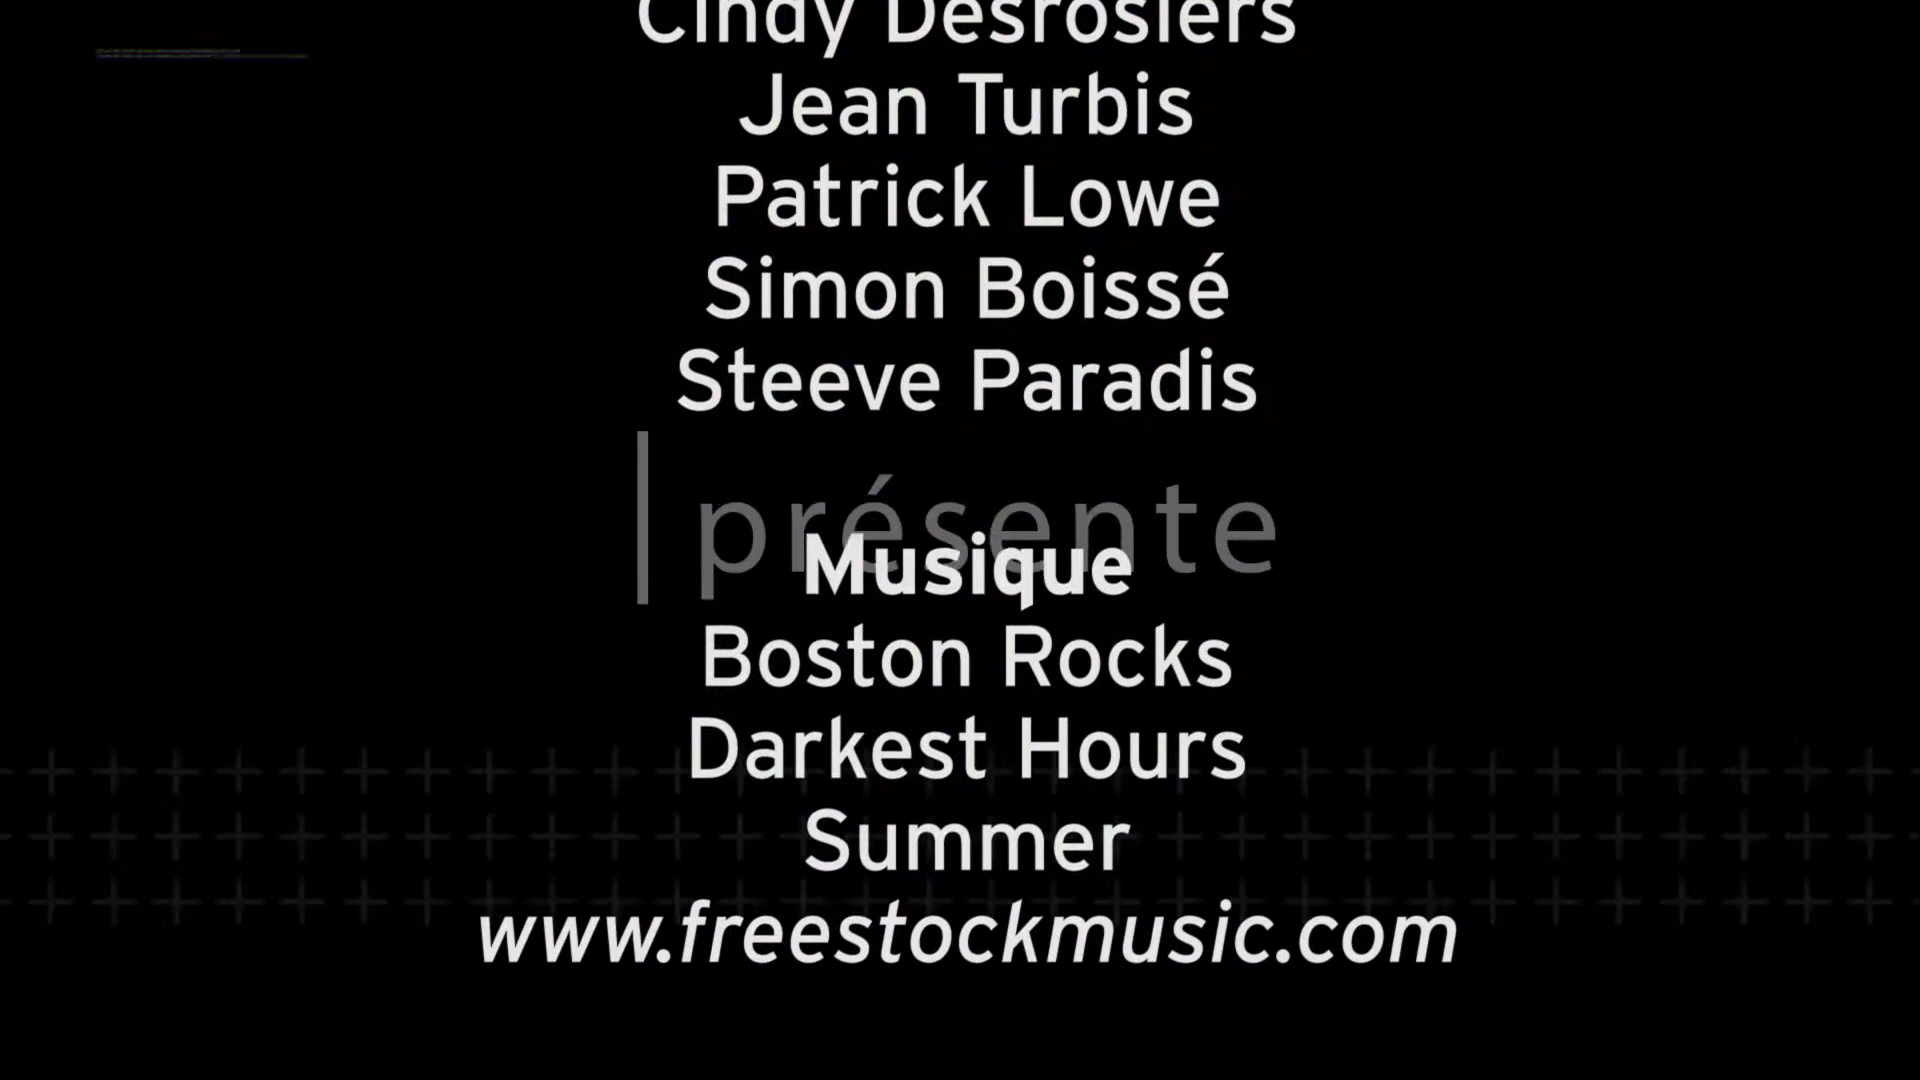 Cindy Desrosiers
Jean Turbis
Patrick Lowe
Simon Boissé
Steeve Paradis
présente
Musique
Boston Rocks
Darkest Hours
Summer
www.freestockmusic.com